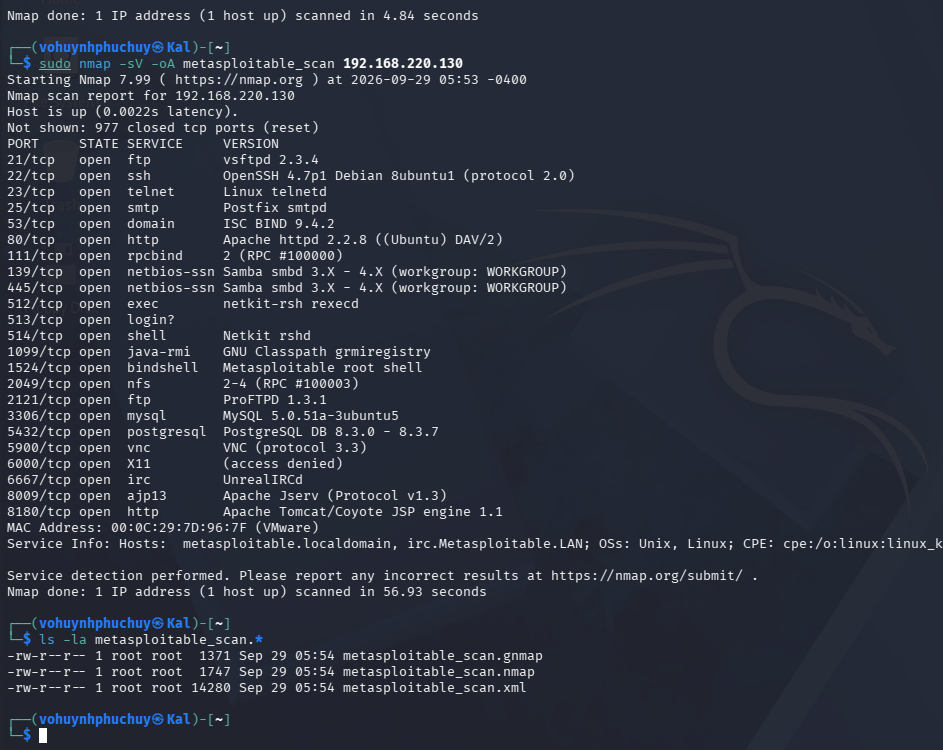 Nmap done: 1 IP address (1 host up) scanned in 4.84 seconds
┌──(vohuynhphuchuy㉿Kal)-[~]
└─$ sudo nmap -sV -oA metasploitable_scan 192.168.220.130
Starting Nmap 7.99 ( https://nmap.org ) at 2026-09-29 05:53 -0400
Nmap scan report for 192.168.220.130
Host is up (0.0022s latency).
Not shown: 977 closed tcp ports (reset)
PORT     STATE SERVICE     VERSION
21/tcp   open  ftp         vsftpd 2.3.4
22/tcp   open  ssh         OpenSSH 4.7p1 Debian 8ubuntu1 (protocol 2.0)
23/tcp   open  telnet      Linux telnetd
25/tcp   open  smtp        Postfix smtpd
53/tcp   open  domain      ISC BIND 9.4.2
80/tcp   open  http        Apache httpd 2.2.8 ((Ubuntu) DAV/2)
111/tcp  open  rpcbind     2 (RPC #100000)
139/tcp  open  netbios-ssn Samba smbd 3.X - 4.X (workgroup: WORKGROUP)
445/tcp  open  netbios-ssn Samba smbd 3.X - 4.X (workgroup: WORKGROUP)
512/tcp  open  exec        netkit-rsh rexecd
513/tcp  open  login?
514/tcp  open  shell       Netkit rshd
1099/tcp open  java-rmi    GNU Classpath grmiregistry
1524/tcp open  bindshell   Metasploitable root shell
2049/tcp open  nfs         2-4 (RPC #100003)
2121/tcp open  ftp         ProFTPD 1.3.1
3306/tcp open  mysql       MySQL 5.0.51a-3ubuntu5
5432/tcp open  postgresql  PostgreSQL DB 8.3.0 - 8.3.7
5900/tcp open  vnc         VNC (protocol 3.3)
6000/tcp open  X11         (access denied)
6667/tcp open  irc         UnrealIRCd
8009/tcp open  ajp13       Apache Jserv (Protocol v1.3)
8180/tcp open  http        Apache Tomcat/Coyote JSP engine 1.1
MAC Address: 00:0C:29:7D:96:7F (VMware)
Service Info: Hosts:  metasploitable.localdomain, irc.Metasploitable.LAN; OSs: Unix, Linux; CPE: cpe:/o:linux:linux_k
Service detection performed. Please report any incorrect results at https://nmap.org/submit/ .
Nmap done: 1 IP address (1 host up) scanned in 56.93 seconds
┌──(vohuynhphuchuy㉿Kal)-[~]
└─$ ls -la metasploitable_scan.*
-rw-r--r-- 1 root root  1371 Sep 29 05:54 metasploitable_scan.gnmap
-rw-r--r-- 1 root root  1747 Sep 29 05:54 metasploitable_scan.nmap
-rw-r--r-- 1 root root 14280 Sep 29 05:54 metasploitable_scan.xml
┌──(vohuynhphuchuy㉿Kal)-[~]
└─$